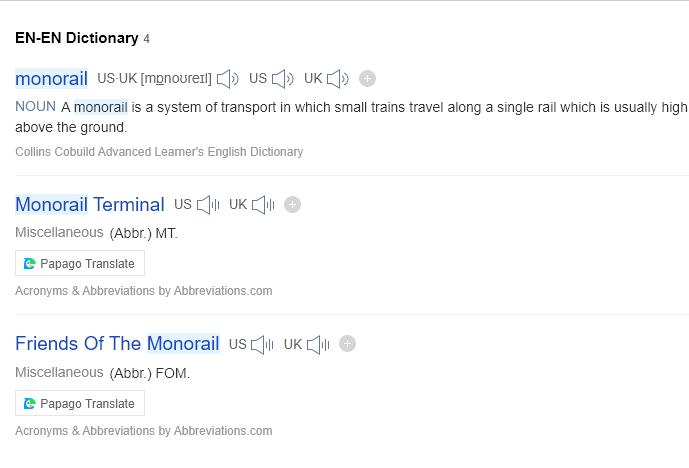 EN-EN Dictionary 4
monorail US·UK [mɒnoʊreɪl] US UK
NOUN A monorail is a system of transport in which small trains travel along a single rail which is usually high
above the ground.
Collins Cobuild Advanced Learner's English Dictionary
Monorail Terminal US UK
Miscellaneous (Abbr.) MT.
Papago Translate
Acronyms & Abbreviations by Abbreviations.com
Friends Of The Monorail US UK
Miscellaneous (Abbr.) FOM.
Papago Translate
Acronyms & Abbreviations by Abbreviations.com